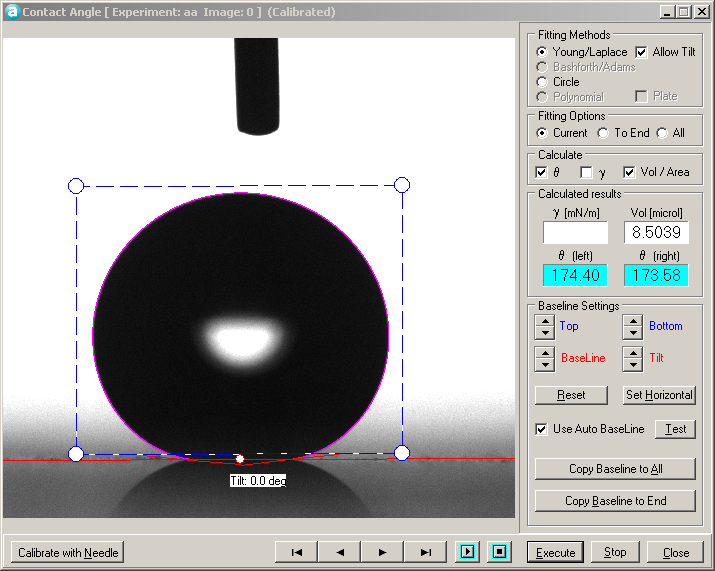 Contact Angle [ Experiment: aa  Image: 0 ]  (Calibrated)
Fitting Methods
Young/Laplace
Allow Tilt
Bashforth/Adams
Circle
Polynomial
Plate
Fitting Options
Current
To End
All
Calculate
θ
γ
Vol / Area
Calculated results
γ [mN/m]
Vol [microl]
8.5039
θ (left)
θ (right)
174.40
173.58
Baseline Settings
Top
Bottom
BaseLine
Tilt
Reset
Set Horizontal
Use Auto BaseLine
Test
Copy Baseline to All
Copy Baseline to End
Tilt: 0.0 deg
Calibrate with Needle
Execute
Stop
Close